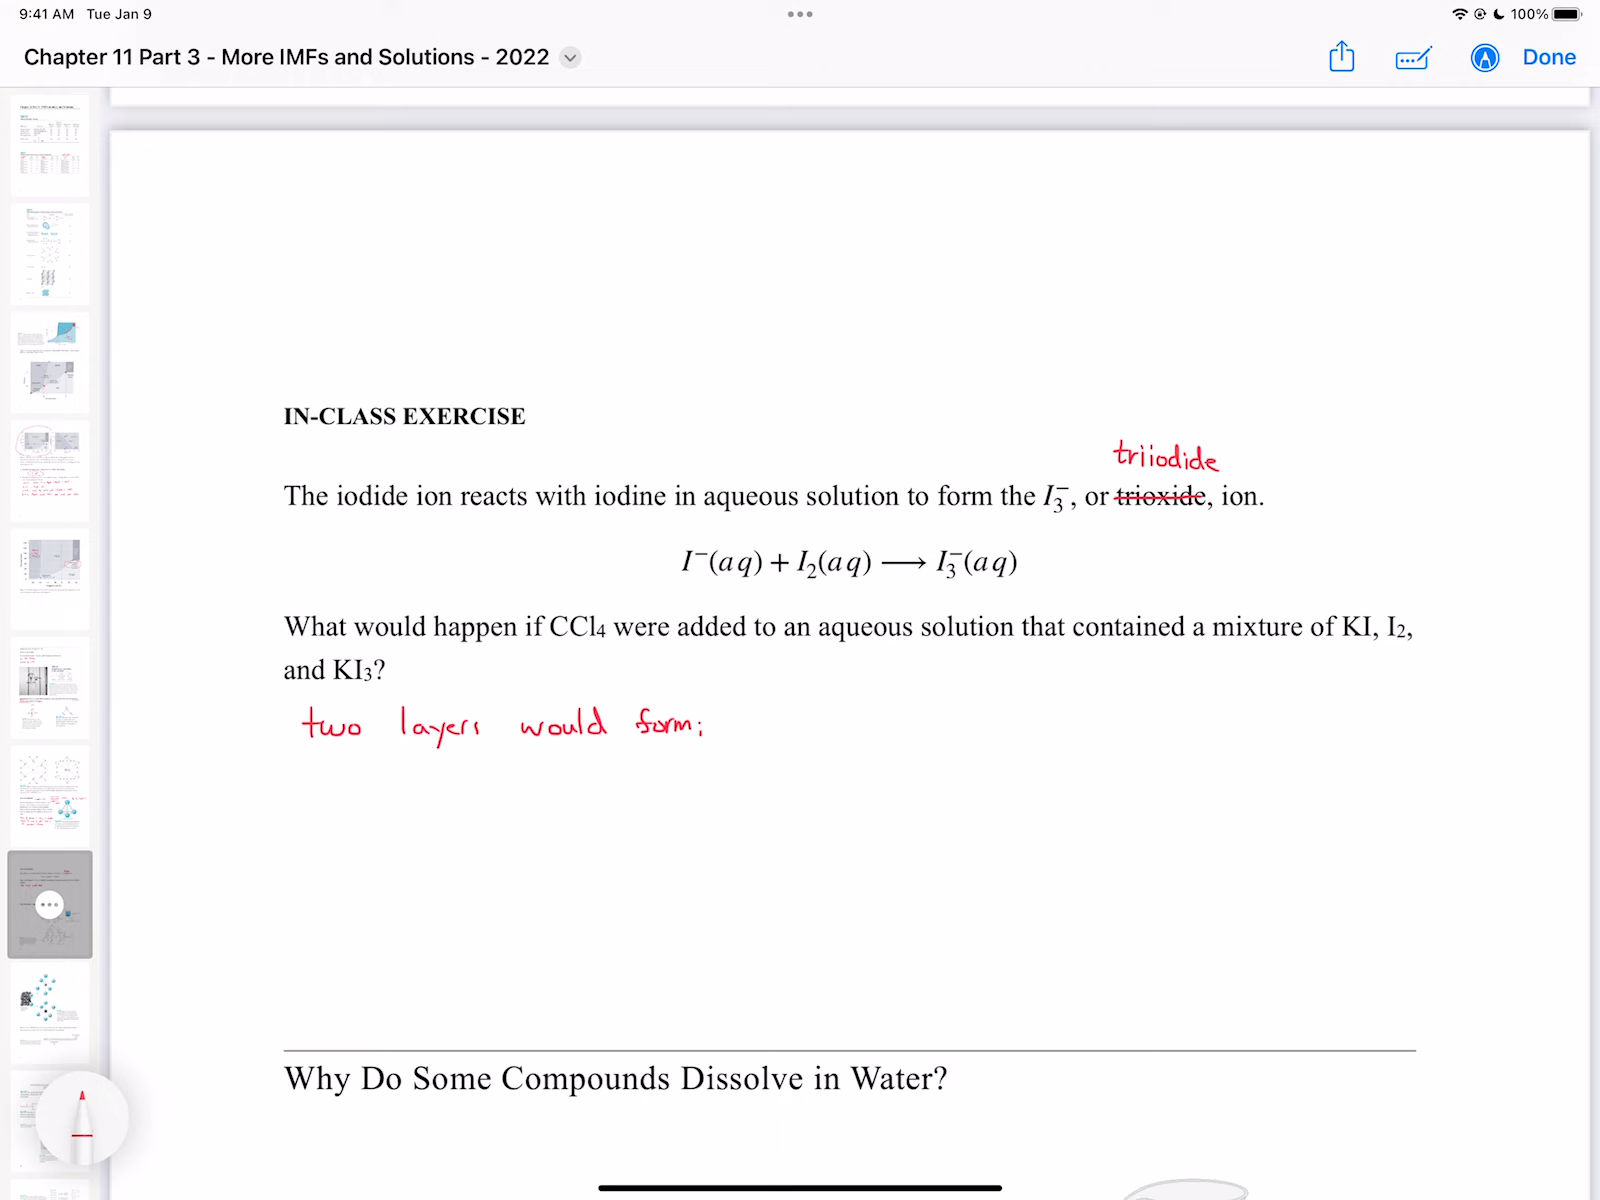 9:41 AM Tue Jan 9
100%
Chapter 11 Part 3 - More IMFs and Solutions - 2022
Done
IN-CLASS EXERCISE
triiodide
The iodide ion reacts with iodine in aqueous solution to form the I₃⁻, or trioxide, ion.
I⁻(aq) + I₂(aq) ⟶ I₃⁻(aq)
What would happen if CCl₄ were added to an aqueous solution that contained a mixture of KI, I₂,
and KI₃?
two layers would form;
Why Do Some Compounds Dissolve in Water?